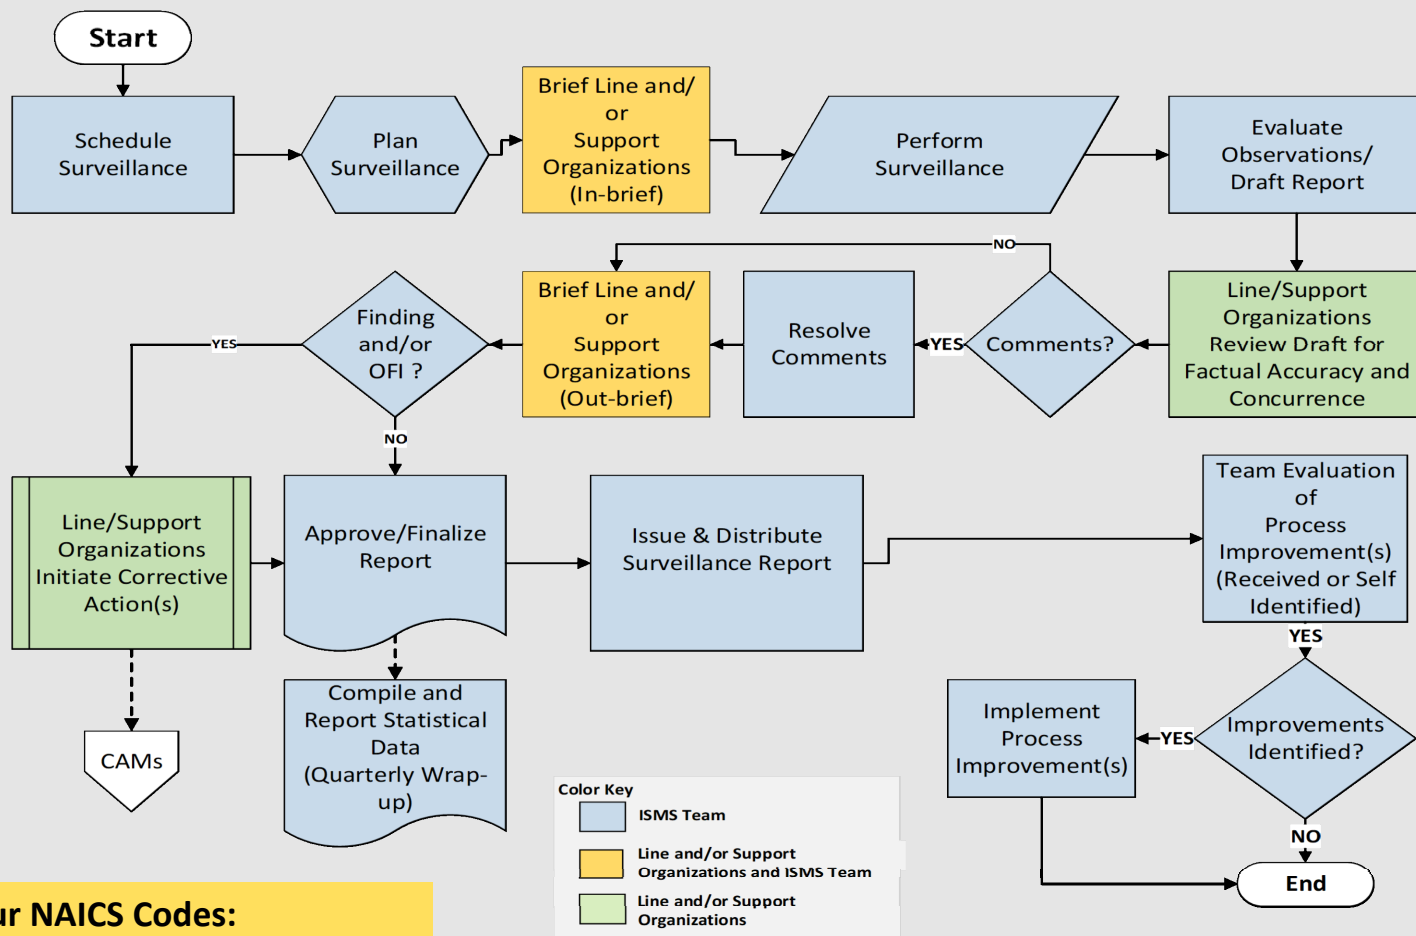 Start
Schedule
Surveillance
Plan
Surveillance
Brief Line and/
or
Support
Organizations
(In-brief)
Perform
Surveillance
Evaluate
Observations/
Draft Report
NO
Finding
and/or
OFI ?
YES
NO
Brief Line and/
or
Support
Organizations
(Out-brief)
Resolve
Comments
YES
Comments?
Line/Support
Organizations
Review Draft for
Factual Accuracy and
Concurrence
Line/Support
Organizations
Initiate Corrective
Action(s)
Approve/Finalize
Report
Issue & Distribute
Surveillance Report
Team Evaluation
of
Process
Improvement(s)
(Received or Self
Identified)
YES
CAMs
Compile and
Report Statistical
Data
(Quarterly Wrap-
up)
Implement
Process
Improvement(s)
YES
Improvements
Identified?
NO
End
Color Key
ISMS Team
Line and/or Support
Organizations and ISMS Team
Line and/or Support
Organizations
ur NAICS Codes: